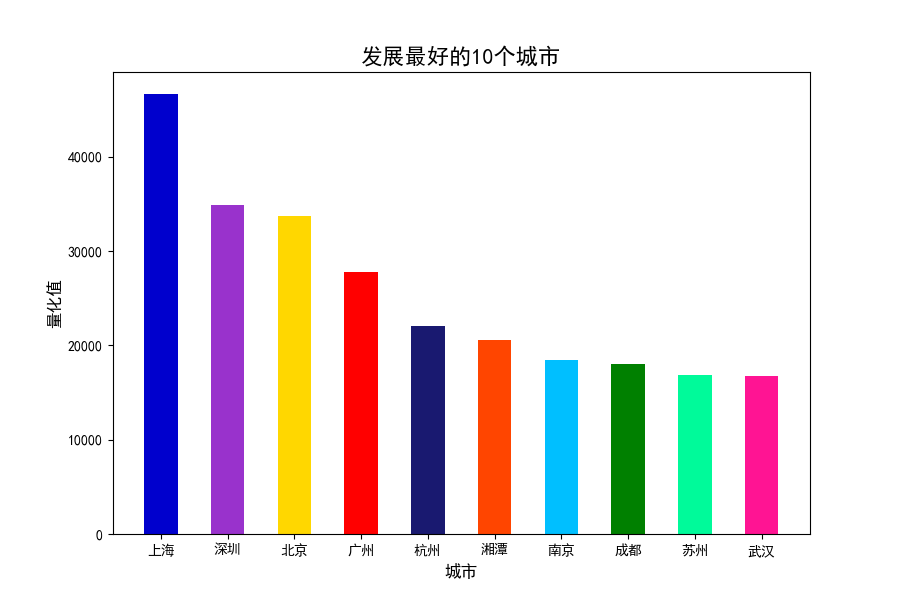 发展最好的10个城市
量化值
40000
30000
20000
10000
0
上海 深圳 北京 广州 杭州 湘潭 南京 成都 苏州 武汉
城市